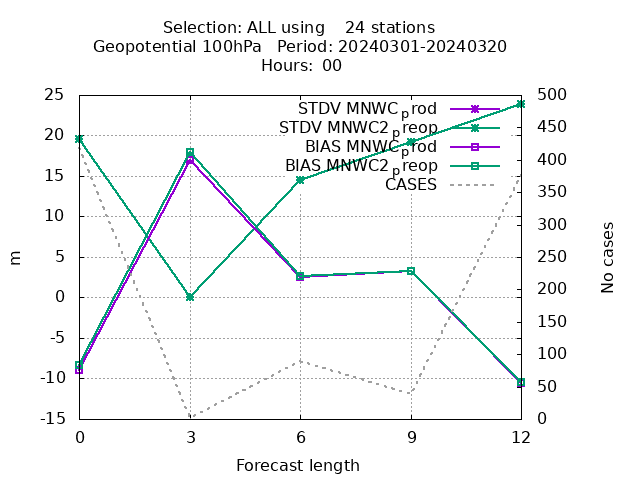 Selection: ALL using    24 stations
Geopotential 100hPa   Period: 20240301-20240320
Hours: 00
25
20
15
10
5
0
-5
-10
-15
m
500
450
400
350
300
250
200
150
100
50
0
No cases
STDV MNWC_prod
STDV MNWC2_preop
BIAS MNWC_prod
BIAS MNWC2_preop
CASES
0 3 6 9 12
Forecast length